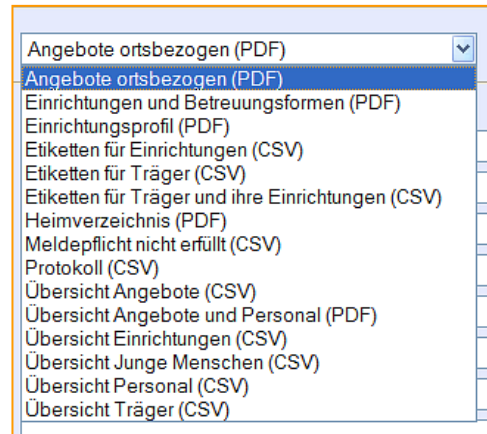 Angebote ortsbezogen (PDF)
Angebote ortsbezogen (PDF)
Einrichtungen und Betreuungsformen (PDF)
Einrichtungsprofil (PDF)
Etiketten für Einrichtungen (CSV)
Etiketten für Träger (CSV)
Etiketten für Träger und ihre Einrichtungen (CSV)
Heimverzeichnis (PDF)
Meldepflicht nicht erfüllt (CSV)
Protokoll (CSV)
Übersicht Angebote (CSV)
Übersicht Angebote und Personal (PDF)
Übersicht Einrichtungen (CSV)
Übersicht Junge Menschen (CSV)
Übersicht Personal (CSV)
Übersicht Träger (CSV)